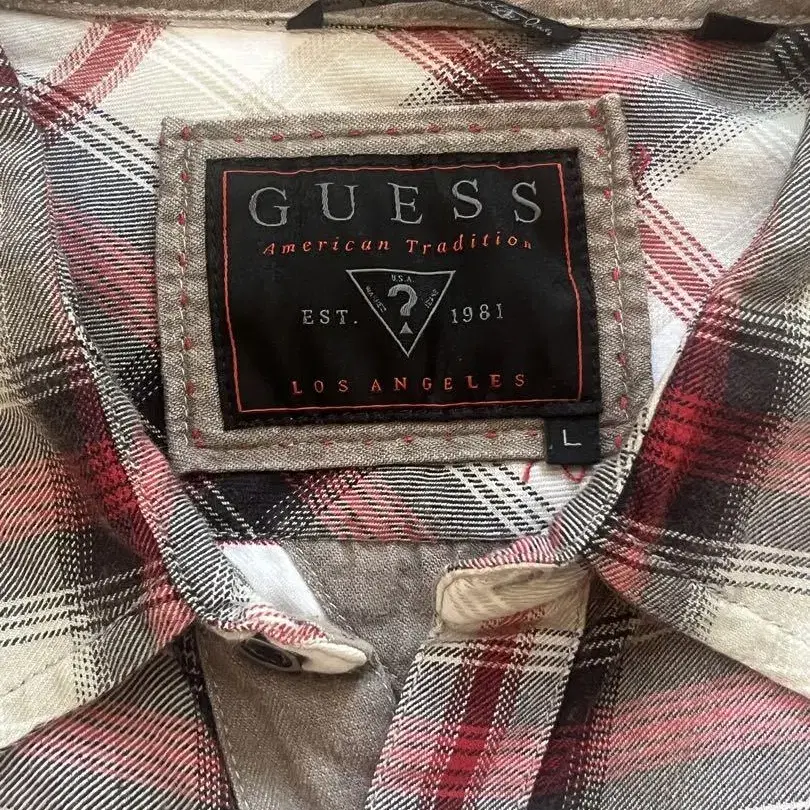 GUESS
American Tradition
U.S.A.
?
EST. 1981
LOS ANGELES
L